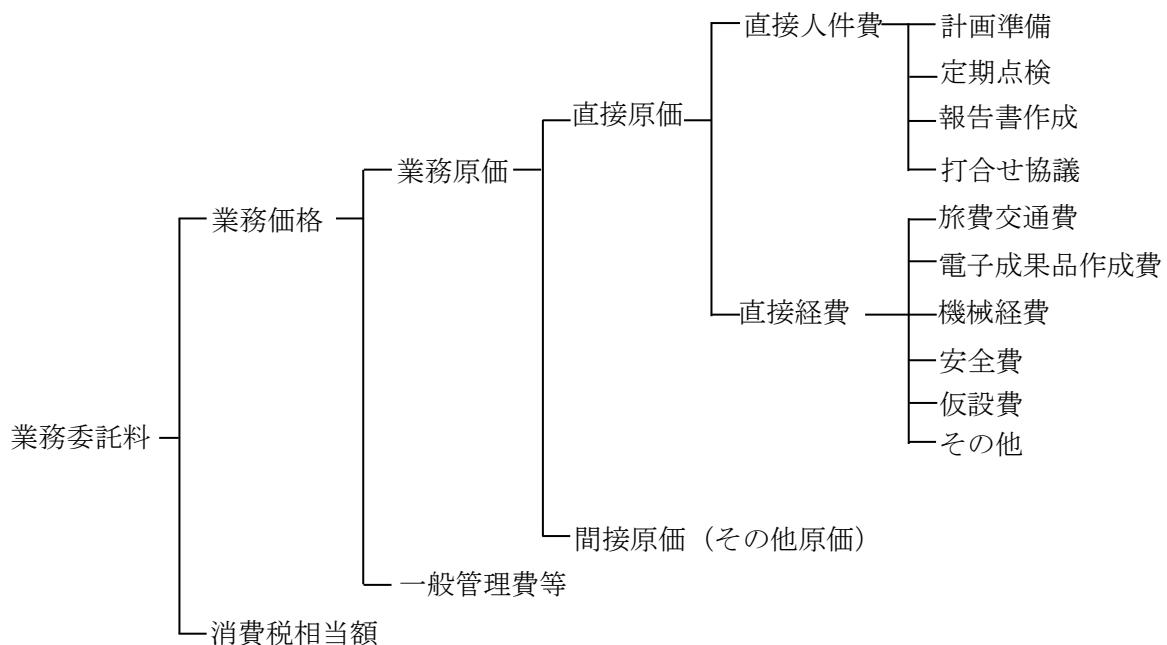 直接人件費
計画準備
定期点検
報告書作成
打合せ協議
直接原価
業務原価
業務価格
旅費交通費
電子成果品作成費
直接経費
機械経費
安全費
仮設費
その他
業務委託料
間接原価（その他原価）
一般管理費等
消費税相当額